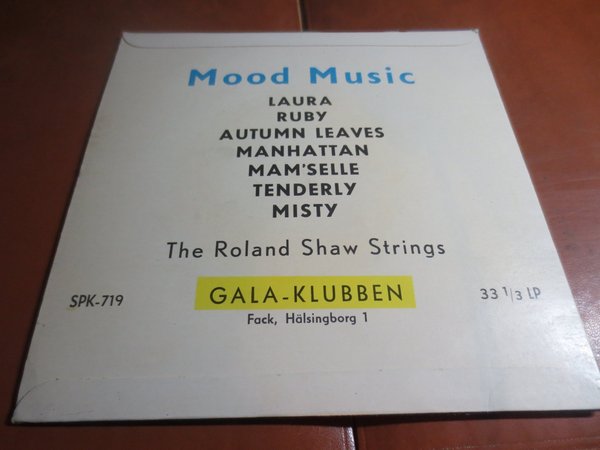 Mood Music
LAURA
RUBY
AUTUMN LEAVES
MANHATTAN
MAM'SELLE
TENDERLY
MISTY
The Roland Shaw Strings
SPK-719
GALA-KLUBBEN
33 1/3 LP
Fack, Hälsingborg 1